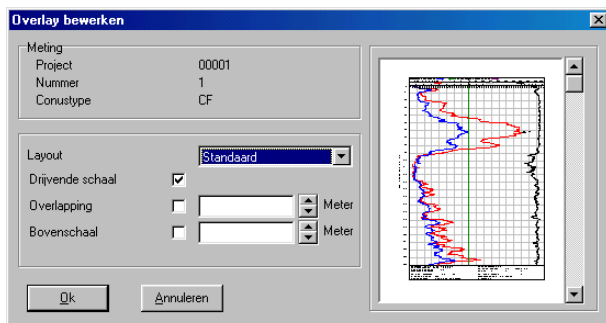 Overlay bewerken
Meting
Project 00001
Nummer 1
Conustype CF
Layout Standaard
Drijvende schaal
Overlapping Meter
Bovenschaal Meter
Ok Annuleren